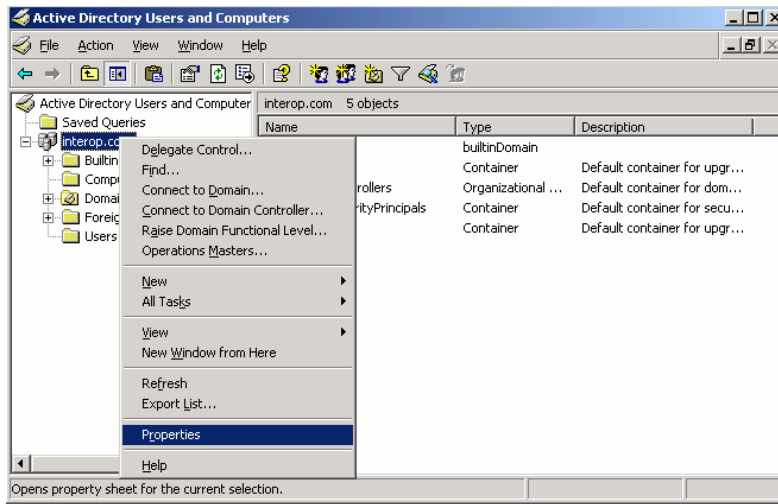 Active Directory Users and Computers
File Action View Window Help
Active Directory Users and Computer
Saved Queries
interop.co
Builtin
Compu
Domai
Foreig
Users
interop.com 5 objects
Name Type Description
builtinDomain
Container Default container for upgr...
rollers Organizational ... Default container for dom...
rityPrincipals Container Default container for secu...
Container Default container for upgr...
Delegate Control...
Find...
Connect to Domain...
Connect to Domain Controller...
Raise Domain Functional Level...
Operations Masters...
New
All Tasks
View
New Window from Here
Refresh
Export List...
Properties
Help
Opens property sheet for the current selection.